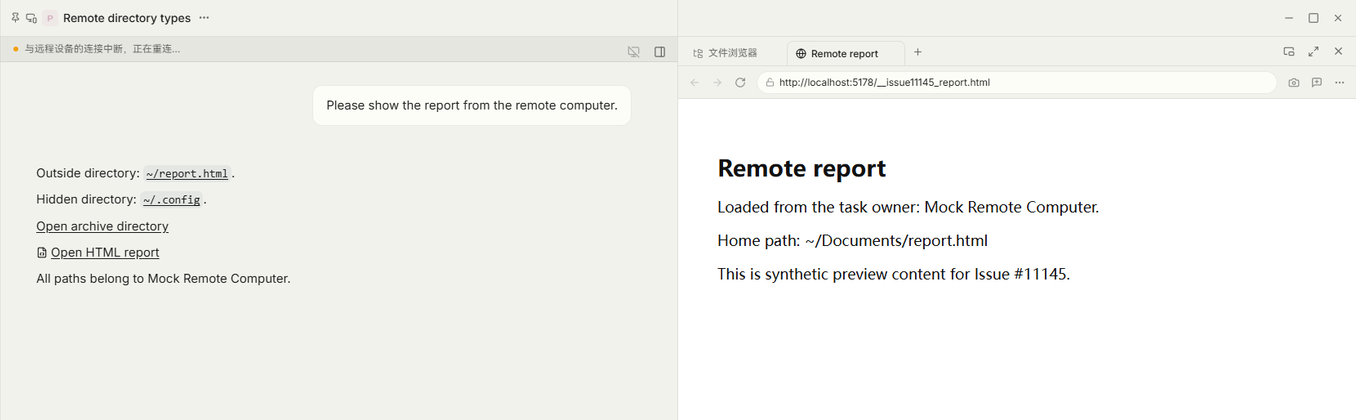 P Remote directory types
与远程设备的连接中断，正在重连...
Please show the report from the remote computer.
Outside directory: ~/report.html.
Hidden directory: ~/.config.
Open archive directory
Open HTML report
All paths belong to Mock Remote Computer.
文件浏览器
Remote report
http://localhost:5178/__issue11145_report.html
Remote report
Loaded from the task owner: Mock Remote Computer.
Home path: ~/Documents/report.html
This is synthetic preview content for Issue #11145.